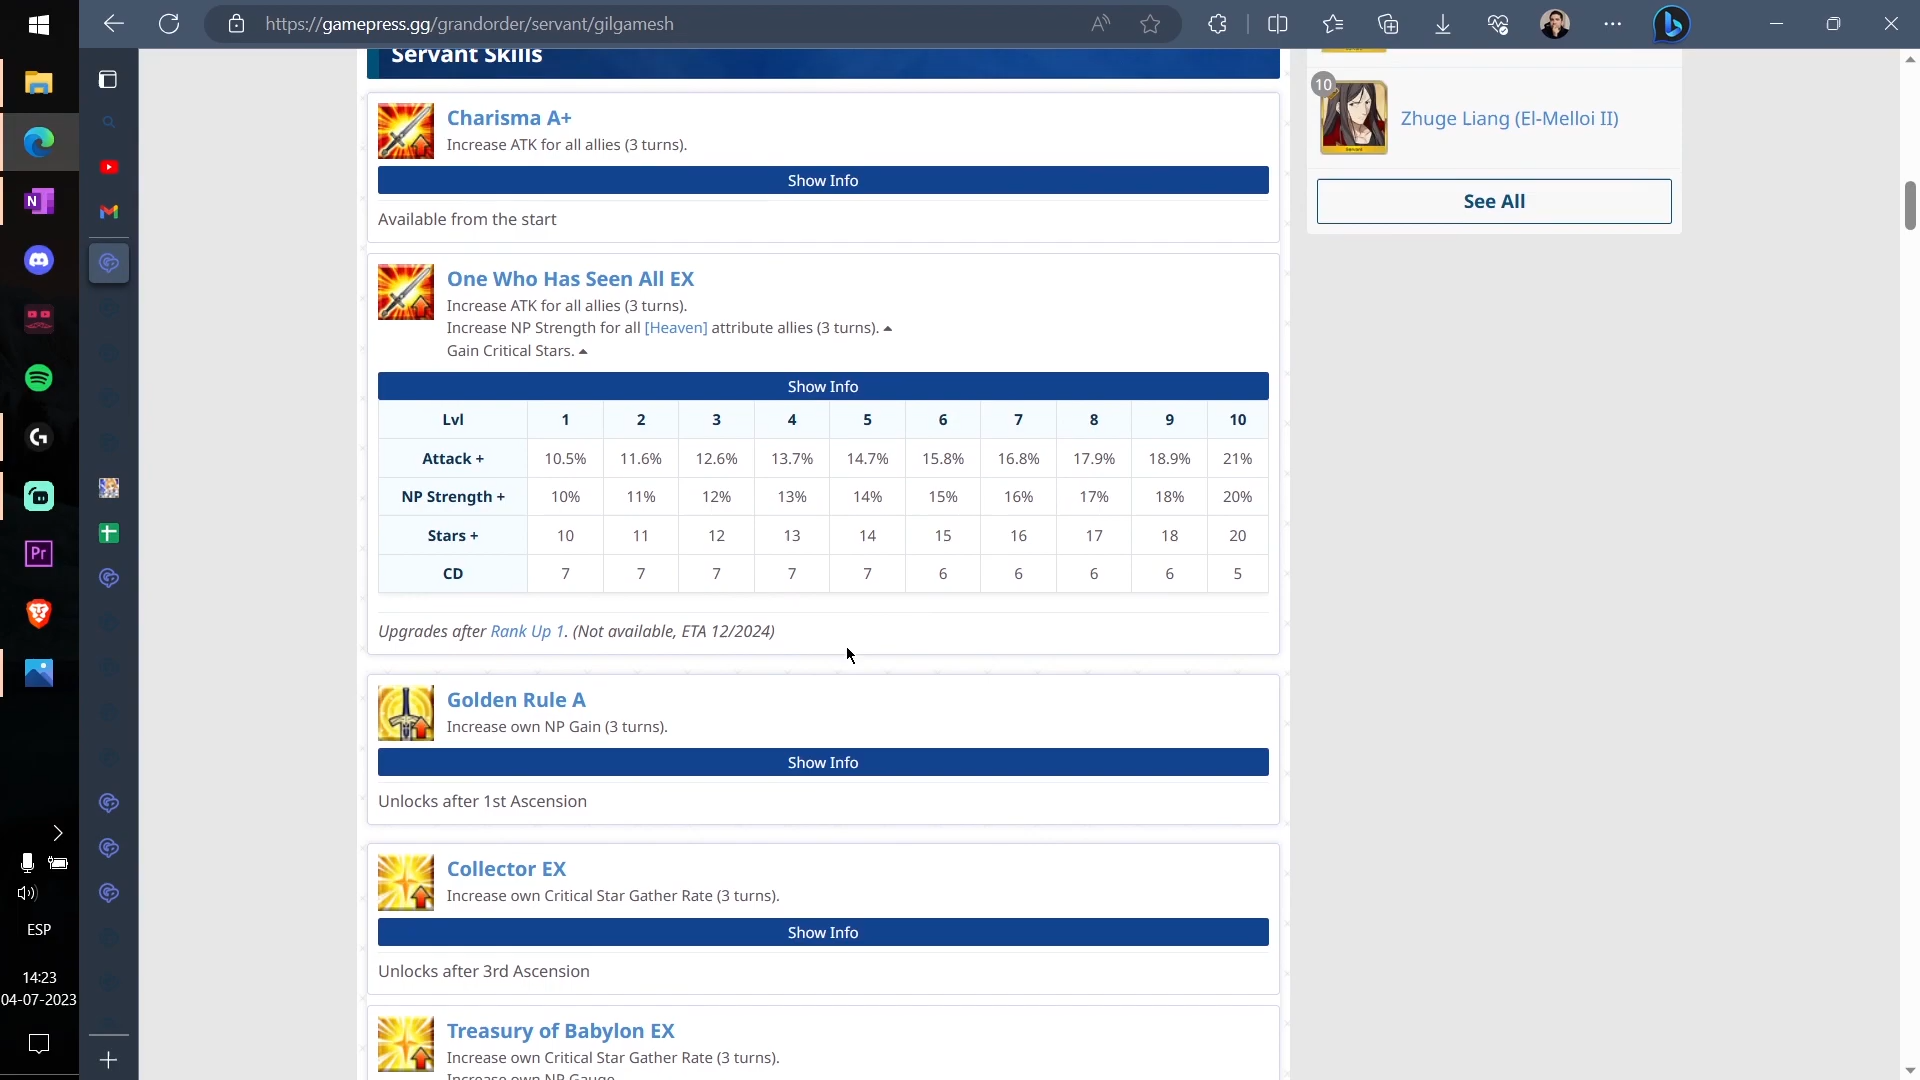 https://gamepress.gg/grandorder/servant/gilgamesh
Servant Skills
Charisma A+
Increase ATK for all allies (3 turns).
Show Info
Available from the start
One Who Has Seen All EX
Increase ATK for all allies (3 turns).
Increase NP Strength for all [Heaven] attribute allies (3 turns).
Gain Critical Stars.
Show Info
Lvl 1 2 3 4 5 6 7 8 9 10
Attack + 10.5% 11.6% 12.6% 13.7% 14.7% 15.8% 16.8% 17.9% 18.9% 21%
NP Strength + 10% 11% 12% 13% 14% 15% 16% 17% 18% 20%
Stars + 10 11 12 13 14 15 16 17 18 20
CD 7 7 7 7 7 6 6 6 6 5
Upgrades after Rank Up 1. (Not available, ETA 12/2024)
Golden Rule A
Increase own NP Gain (3 turns).
Show Info
Unlocks after 1st Ascension
Collector EX
Increase own Critical Star Gather Rate (3 turns).
Show Info
Unlocks after 3rd Ascension
Treasury of Babylon EX
Increase own Critical Star Gather Rate (3 turns).
Increase own NP Gauge.
10
Zhuge Liang (El-Melloi II)
See All
N
Pr
ESP
14:23
04-07-2023